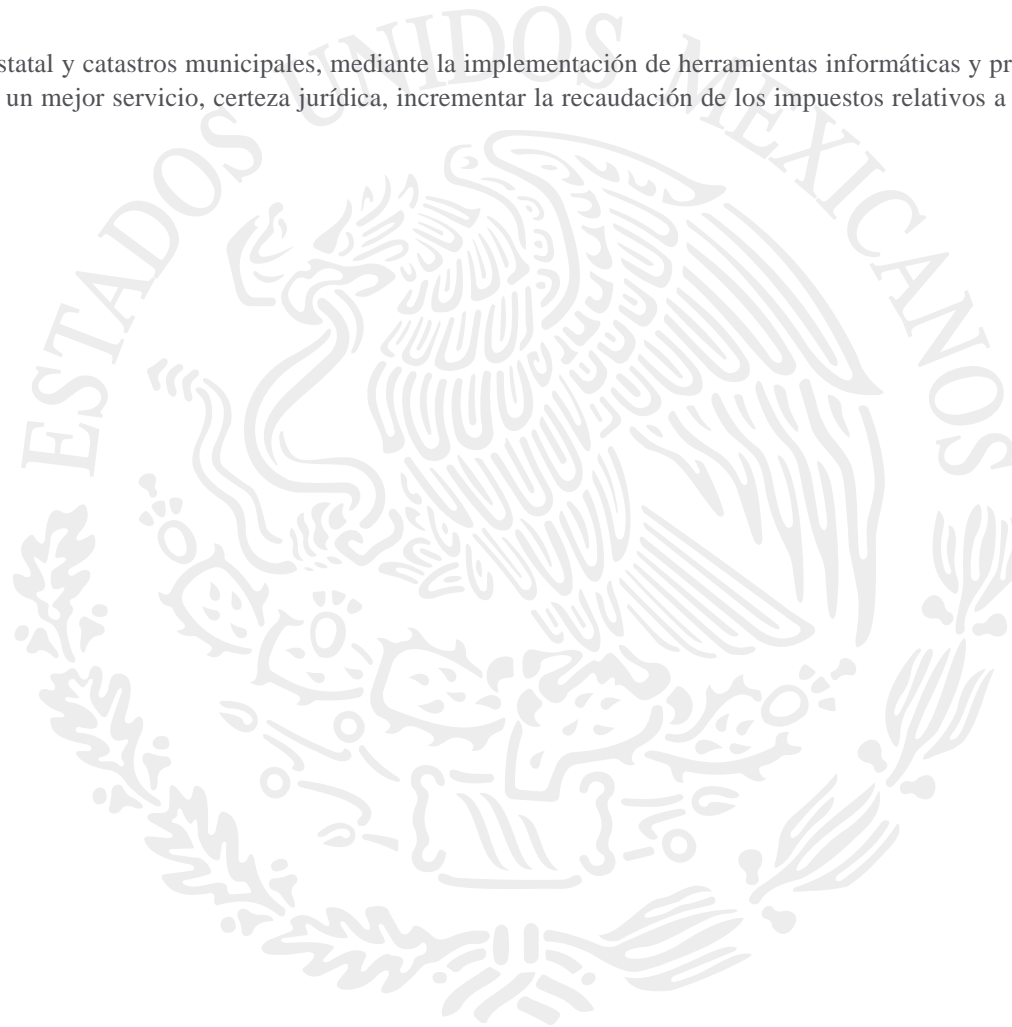 statal y catastros municipales, mediante la implementación de herramientas informáticas y pr
un mejor servicio, certeza jurídica, incrementar la recaudación de los impuestos relativos a
ESTADOS UNIDOS MEXICANOS